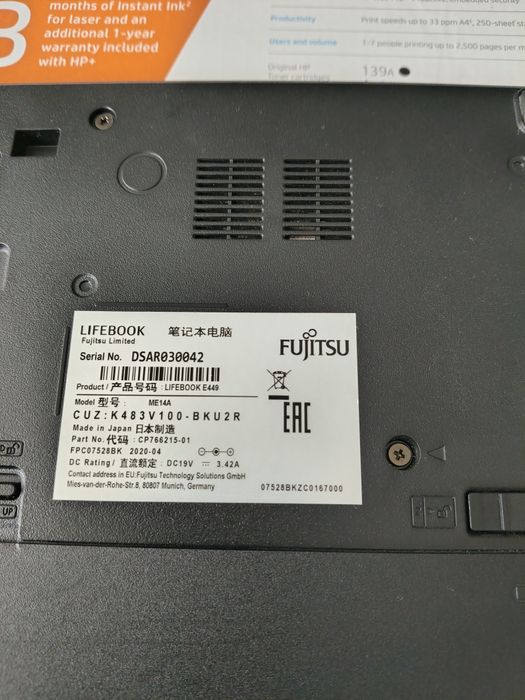 3
months of Instant Ink²
for laser and an
additional 1-year
warranty included
with HP+
Productivity
Print speeds up to 33 ppm A4⁵, 250-sheet
Users and volume
1-7 people printing up to 2,500 pages per
Original HP
Toner cartridges
139A
LIFEBOOK 笔记本电脑
Fujitsu Limited
FUJITSU
Serial No. DSAR030042
Product / 产品号码 : LIFEBOOK E449
Model 型号 : ME14A
CUZ:K483V100-BKU2R
EAC
Made in Japan 日本制造
Part No. 代码 : CP766215-01
FPC07528BK 2020-04
DC Rating/ 直流额定 : DC19V ⎓ 3.42A
Contact address in EU:Fujitsu Technology Solutions GmbH
Mies-van-der-Rohe-Str.8, 80807 Munich, Germany
07528BKZC0167000
UP